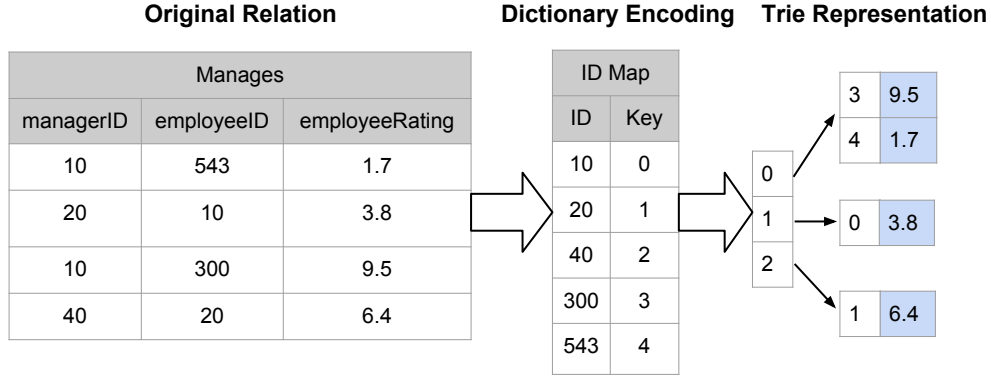 Original Relation
Dictionary Encoding
Trie Representation
Manages
managerID employeeID employeeRating
10 543 1.7
20 10 3.8
10 300 9.5
40 20 6.4
ID Map
ID Key
10 0
20 1
40 2
300 3
543 4
0
1
2
3 9.5
4 1.7
0 3.8
1 6.4